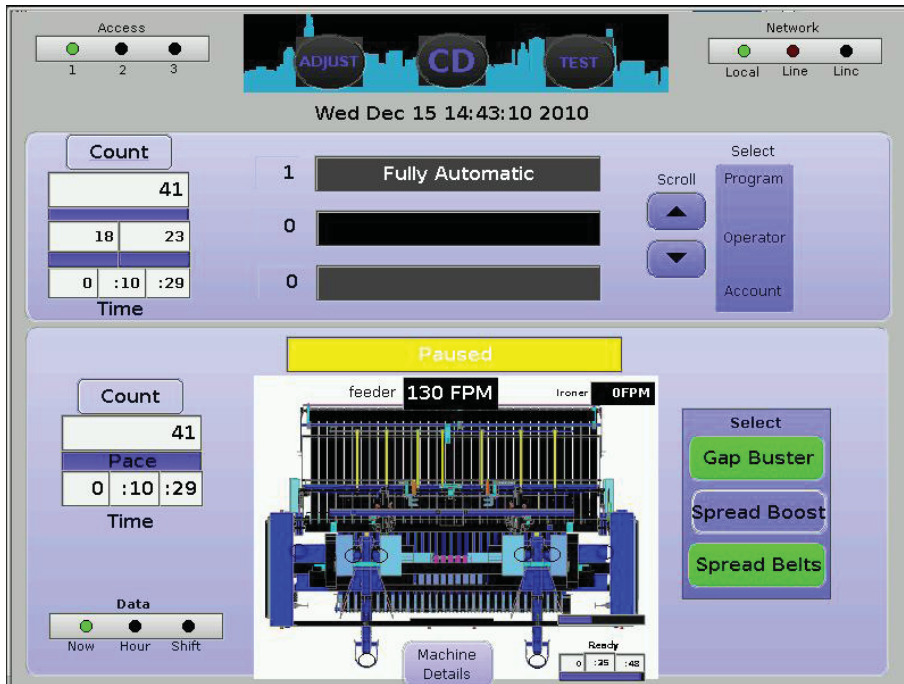 Access
1 2 3
ADJUST CD TEST
Network
Local Line Linc
Wed Dec 15 14:43:10 2010
Count
41
18 23
0 :10 :29
Time
1 Fully Automatic
0
0
Scroll
Select
Program
Operator
Account
Paused
Count
41
Pace
0 :10 :29
Time
feeder 130 FPM Ironer 0FPM
Select
Gap Buster
Spread Boost
Spread Belts
Data
Now Hour Shift
Machine
Details
Ready
0 :35 :48